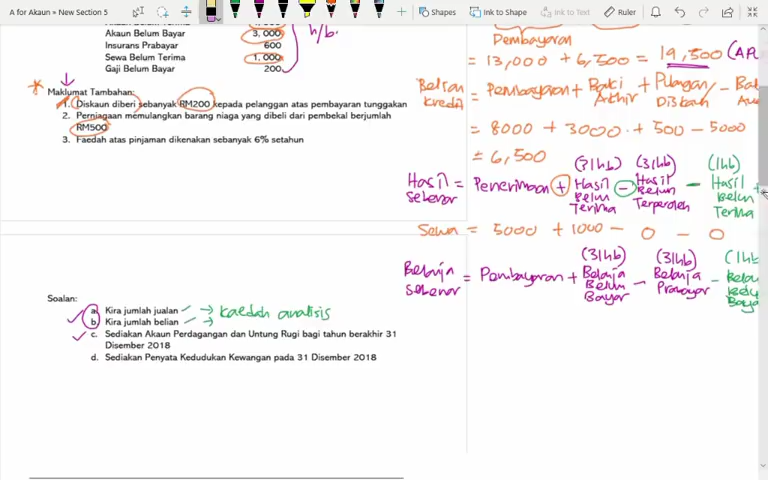 A for Akaun > New Section 5
Shapes
Ink to Shape
Ink to Text
Ruler
Akaun Belum Bayar 3,000
Insurans Prabayar 600
Sewa Belum Terima 1,000
Gaji Belum Bayar 200
h/b.
Maklumat Tambahan:
1. Diskaun diberi sebanyak RM200 kepada pelanggan atas pembayaran tunggakan
2. Perniagaan memulangkan barang niaga yang dibeli dari pembekal berjumlah
RM500
3. Faedah atas pinjaman dikenakan sebanyak 6% setahun
Soalan:
a. Kira jumlah jualan → kaedah analisis
b. Kira jumlah belian →
c. Sediakan Akaun Perdagangan dan Untung Rugi bagi tahun berakhir 31
Disember 2018
d. Sediakan Penyata Kedudukan Kewangan pada 31 Disember 2018
Pembayaran
= 13,000 + 6,500 = 19,500
Belian kredit = Pembayaran + Baki Akhir + Pulangan/ Diskaun -
= 8000 + 3000 + 500 - 5000
= 6,500
(31hb) (31hb) (1hb)
Hasil sebenar = Penerimaan + Hasil Belum Terima - Hasil Belum Terperoleh - Hasil Belum Terima +
Sewa = 5000 + 1000 - 0 - 0
(31hb) (31hb) (1hb
Belanja sebenar = Pembayaran + Belanja Belum Bayar - Belanja Prabayar -